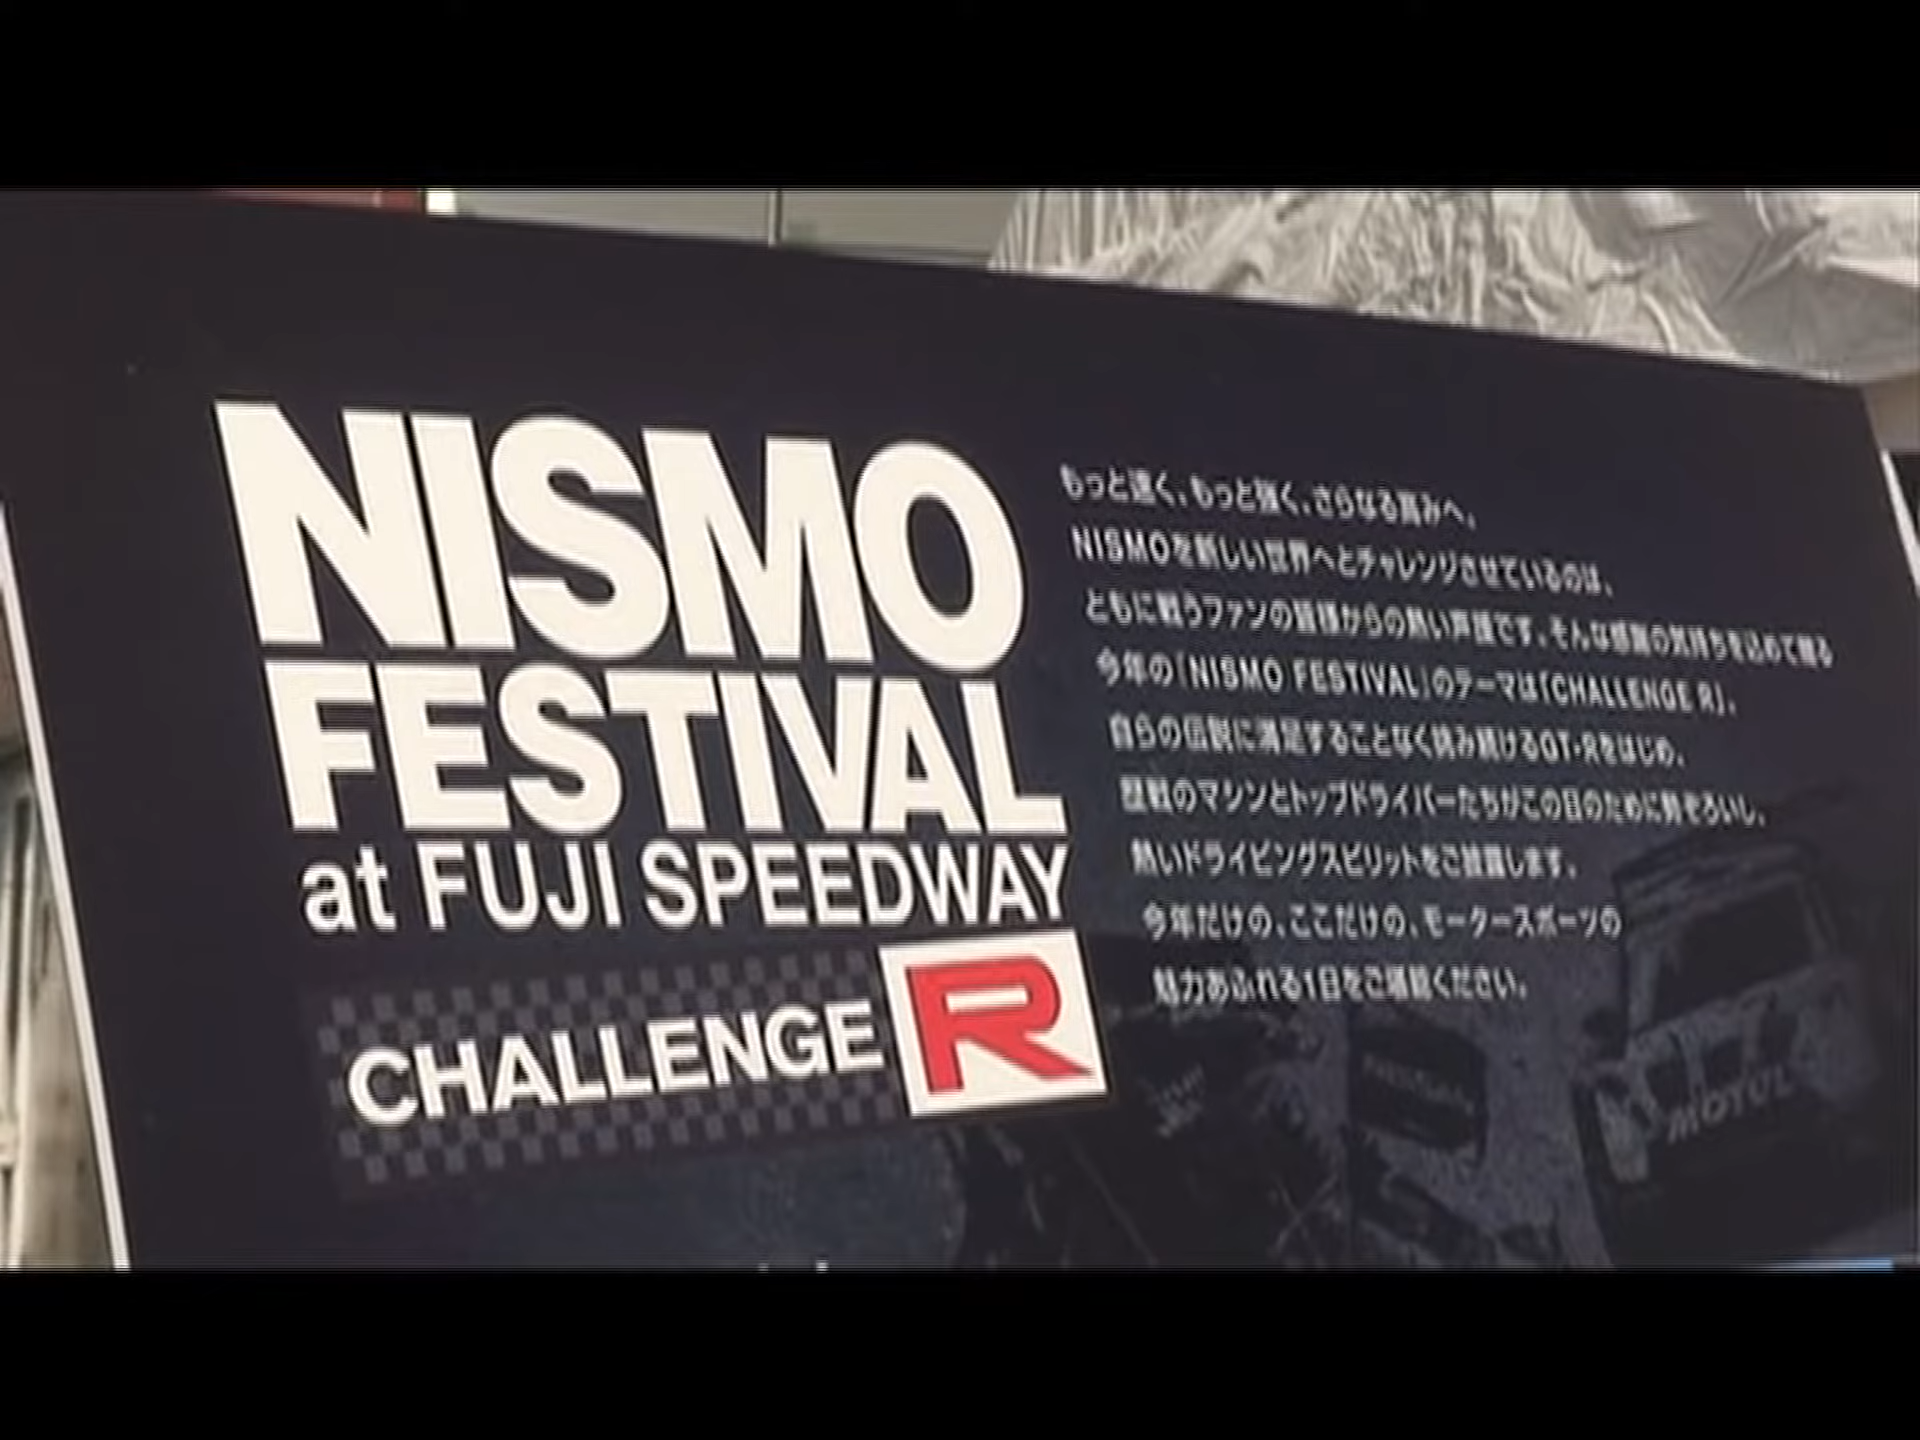 NISMO
FESTIVAL
at FUJI SPEEDWAY
CHALLENGE R
もっと速く、もっと強く、さらなる高みへ。
NISMOを新しい世界へとチャレンジさせているのは、
ともに戦うファンの皆様からの熱い声援です。そんな感謝の気持ちを込めて贈る
今年の「NISMO FESTIVAL」のテーマは「CHALLENGE R」。
自らの伝説に満足することなく挑み続けるGT-Rをはじめ、
歴戦のマシンとトップドライバーたちがこの日のために勢ぞろいし、
熱いドライビングスピリットをご披露します。
今年だけの、ここだけの、モータースポーツの
魅力あふれる1日をご堪能ください。
NISSAN
MOTUL